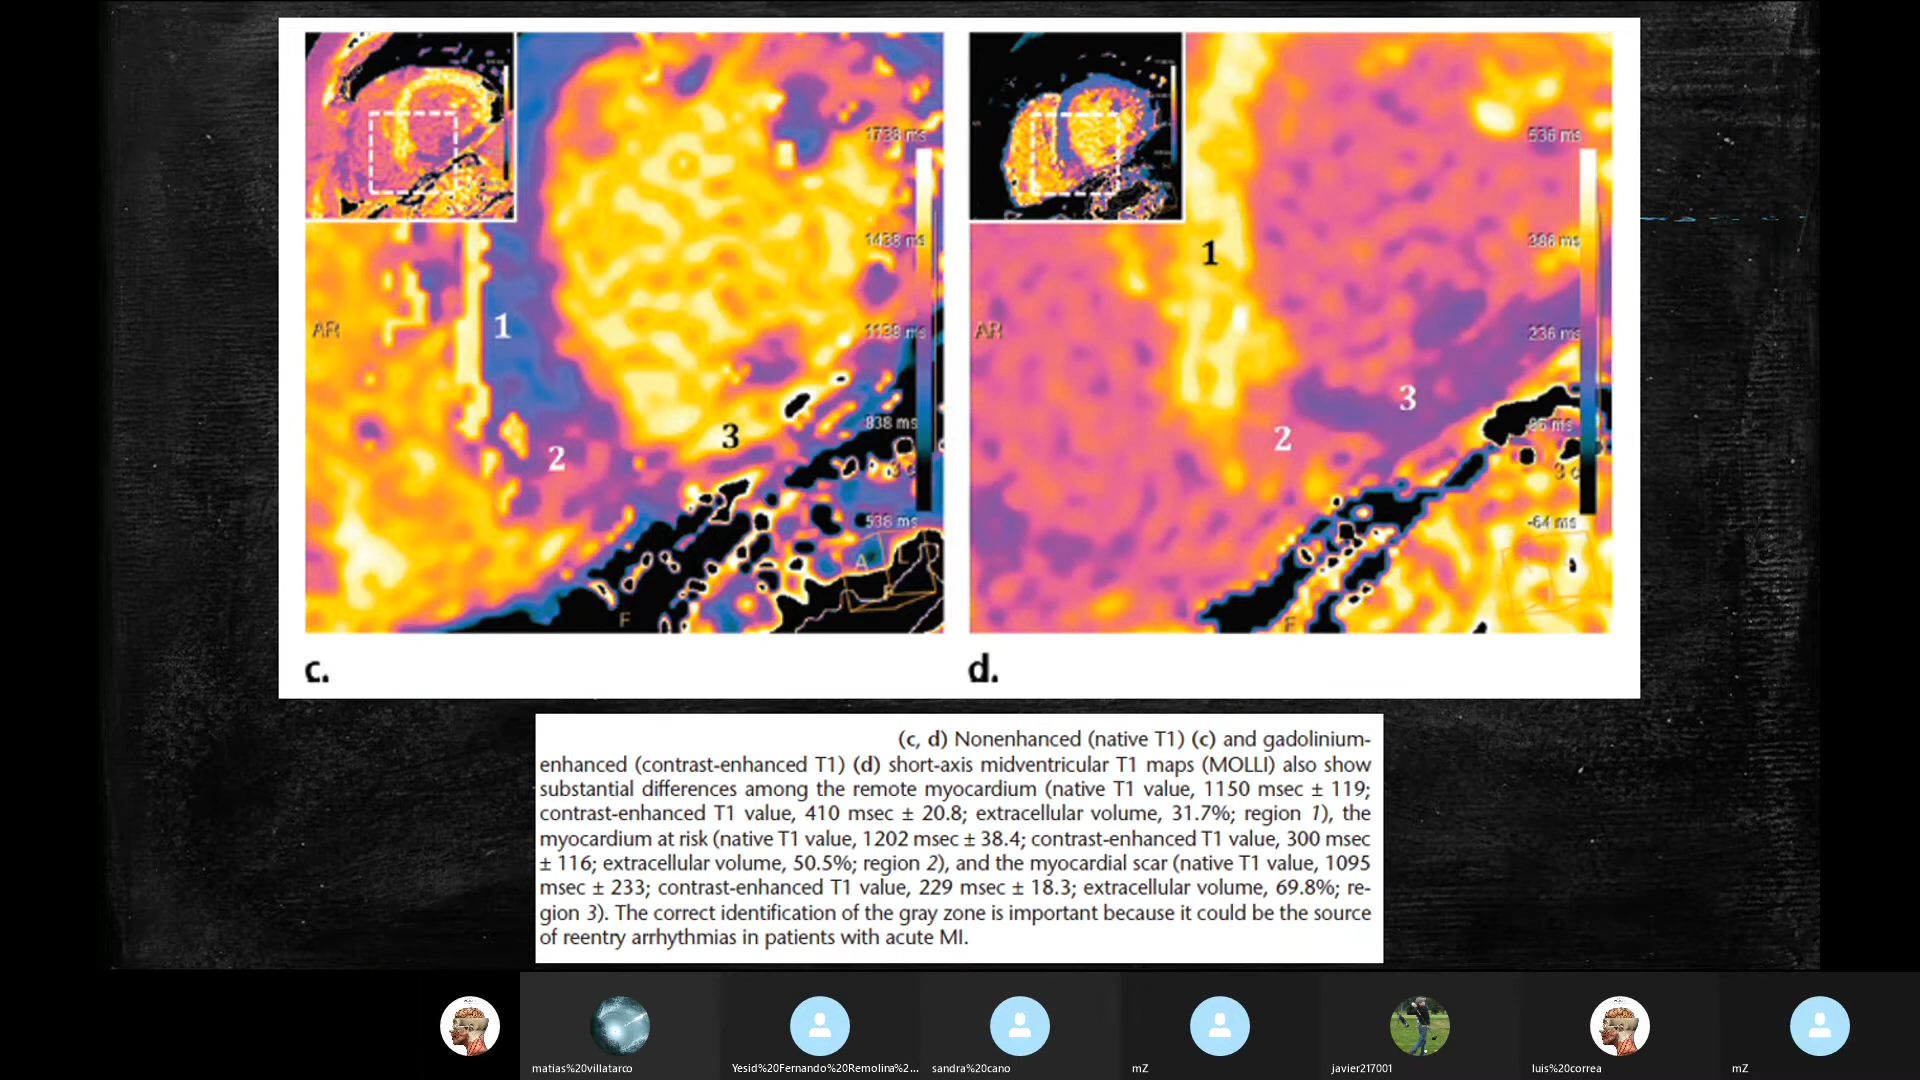 1738 ms
1438 ms
1138 ms
838 ms
3 c
538 ms
AR
1
2
3
A
L
F
536 ms
386 ms
236 ms
86 ms
3 c
-64 ms
AR
1
2
3
F
c.
d.
(c, d) Nonenhanced (native T1) (c) and gadolinium-
enhanced (contrast-enhanced T1) (d) short-axis midventricular T1 maps (MOLLI) also show
substantial differences among the remote myocardium (native T1 value, 1150 msec ± 119;
contrast-enhanced T1 value, 410 msec ± 20.8; extracellular volume, 31.7%; region 1), the
myocardium at risk (native T1 value, 1202 msec ± 38.4; contrast-enhanced T1 value, 300 msec
± 116; extracellular volume, 50.5%; region 2), and the myocardial scar (native T1 value, 1095
msec ± 233; contrast-enhanced T1 value, 229 msec ± 18.3; extracellular volume, 69.8%; re-
gion 3). The correct identification of the gray zone is important because it could be the source
of reentry arrhythmias in patients with acute MI.
matias%20villatarco
Yesid%20Fernando%20Remolina%2...
sandra%20cano
mZ
javier217001
luis%20correa
mZ